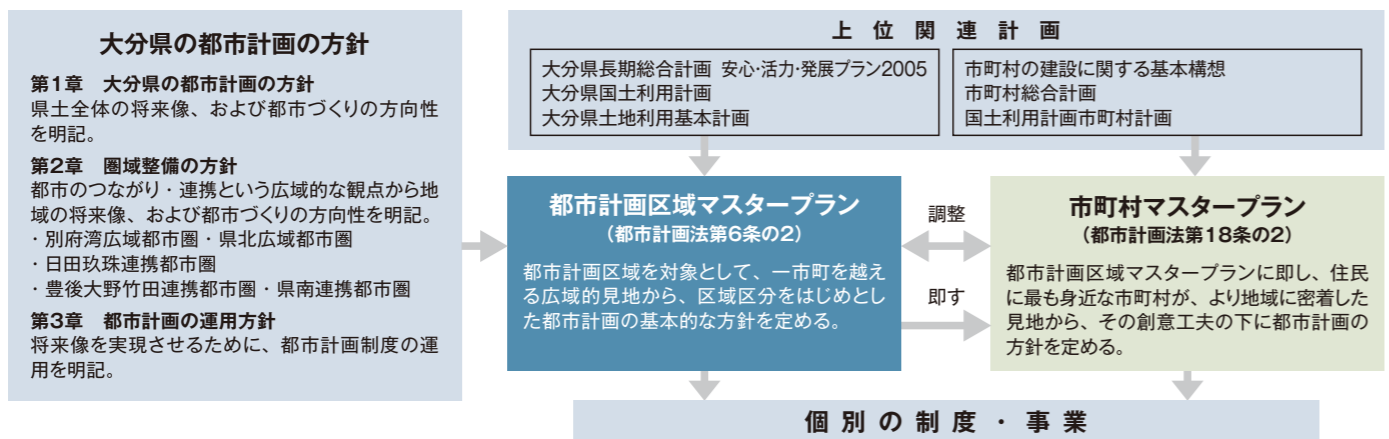 大分県の都市計画の方針
第1章　大分県の都市計画の方針
県土全体の将来像、および都市づくりの方向性
を明記。
第2章　圏域整備の方針
都市のつながり・連携という広域的な観点から地
域の将来像、および都市づくりの方向性を明記。
・別府湾広域都市圏・県北広域都市圏
・日田玖珠連携都市圏
・豊後大野竹田連携都市圏・県南連携都市圏
第3章　都市計画の運用方針
将来像を実現させるために、都市計画制度の運
用を明記。
上位関連計画
大分県長期総合計画 安心・活力・発展プラン2005
大分県国土利用計画
大分県土地利用基本計画
市町村の建設に関する基本構想
市町村総合計画
国土利用計画市町村計画
都市計画区域マスタープラン
（都市計画法第6条の2）
都市計画区域を対象として、一市町を越え
る広域的見地から、区域区分をはじめとし
た都市計画の基本的な方針を定める。
調整
即す
市町村マスタープラン
（都市計画法第18条の2）
都市計画区域マスタープランに即し、住民
に最も身近な市町村が、より地域に密着した
見地から、その創意工夫の下に都市計画の
方針を定める。
個別の制度・事業